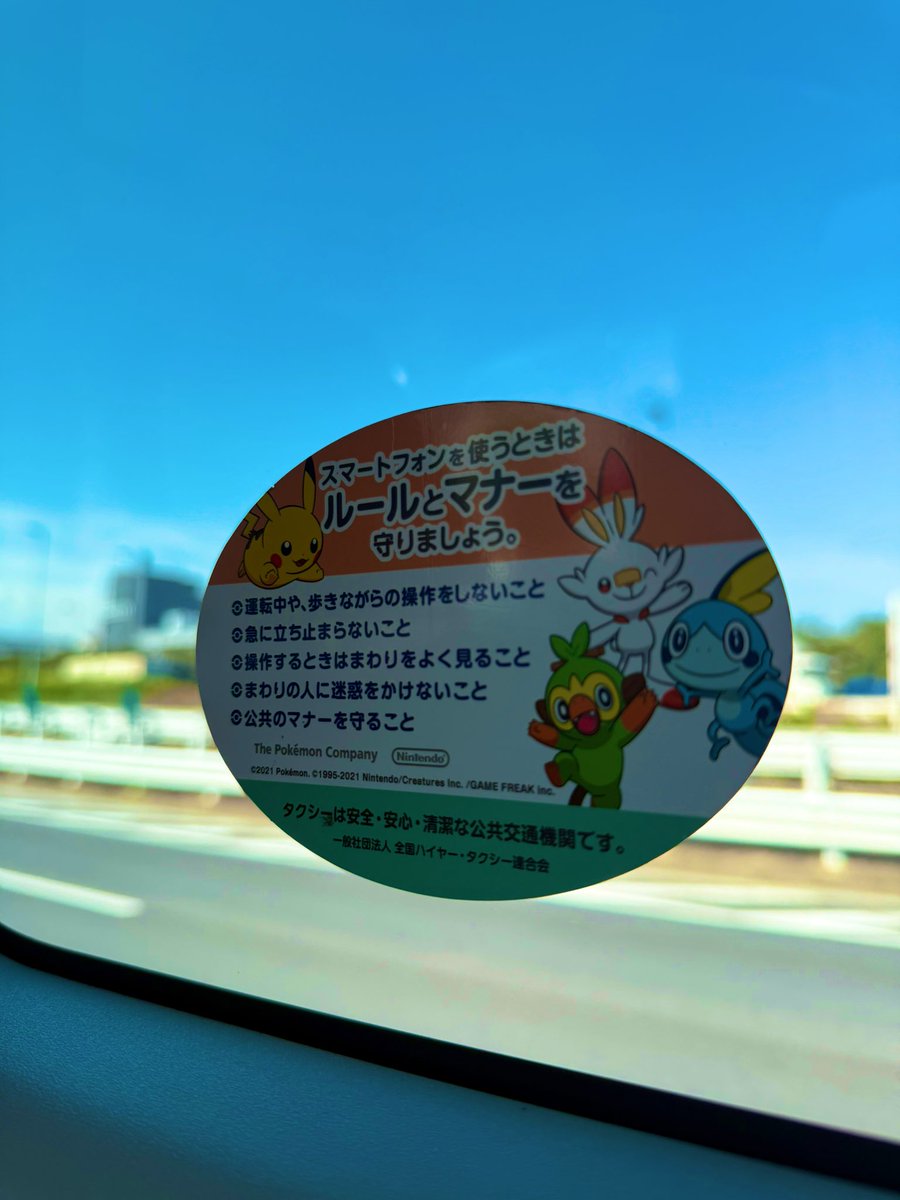 スマートフォンを使うときは
ルールとマナーを
守りましょう。
運転中や、歩きながらの操作をしないこと
急に立ち止まらないこと
操作するときはまわりをよく見ること
まわりの人に迷惑をかけないこと
公共のマナーを守ること
The Pokémon Company Nintendo
©2021 Pokémon. ©1995-2021 Nintendo/Creatures Inc. /GAME FREAK inc.
タクシーは安全・安心・清潔な公共交通機関です。
一般社団法人 全国ハイヤー・タクシー連合会